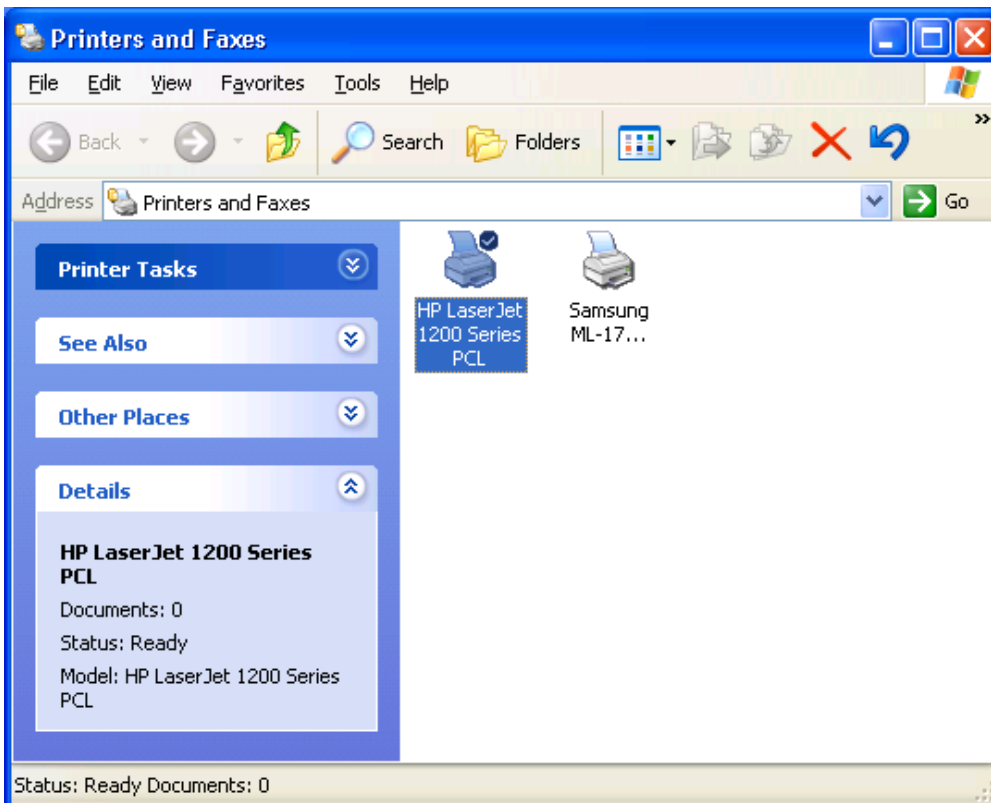 Printers and Faxes
File Edit View Favorites Tools Help
Back Search Folders »
Address Printers and Faxes Go
Printer Tasks
See Also
Other Places
Details
HP LaserJet 1200 Series
PCL
Documents: 0
Status: Ready
Model: HP LaserJet 1200 Series
PCL
HP LaserJet
1200 Series
PCL
Samsung
ML-17...
Status: Ready Documents: 0